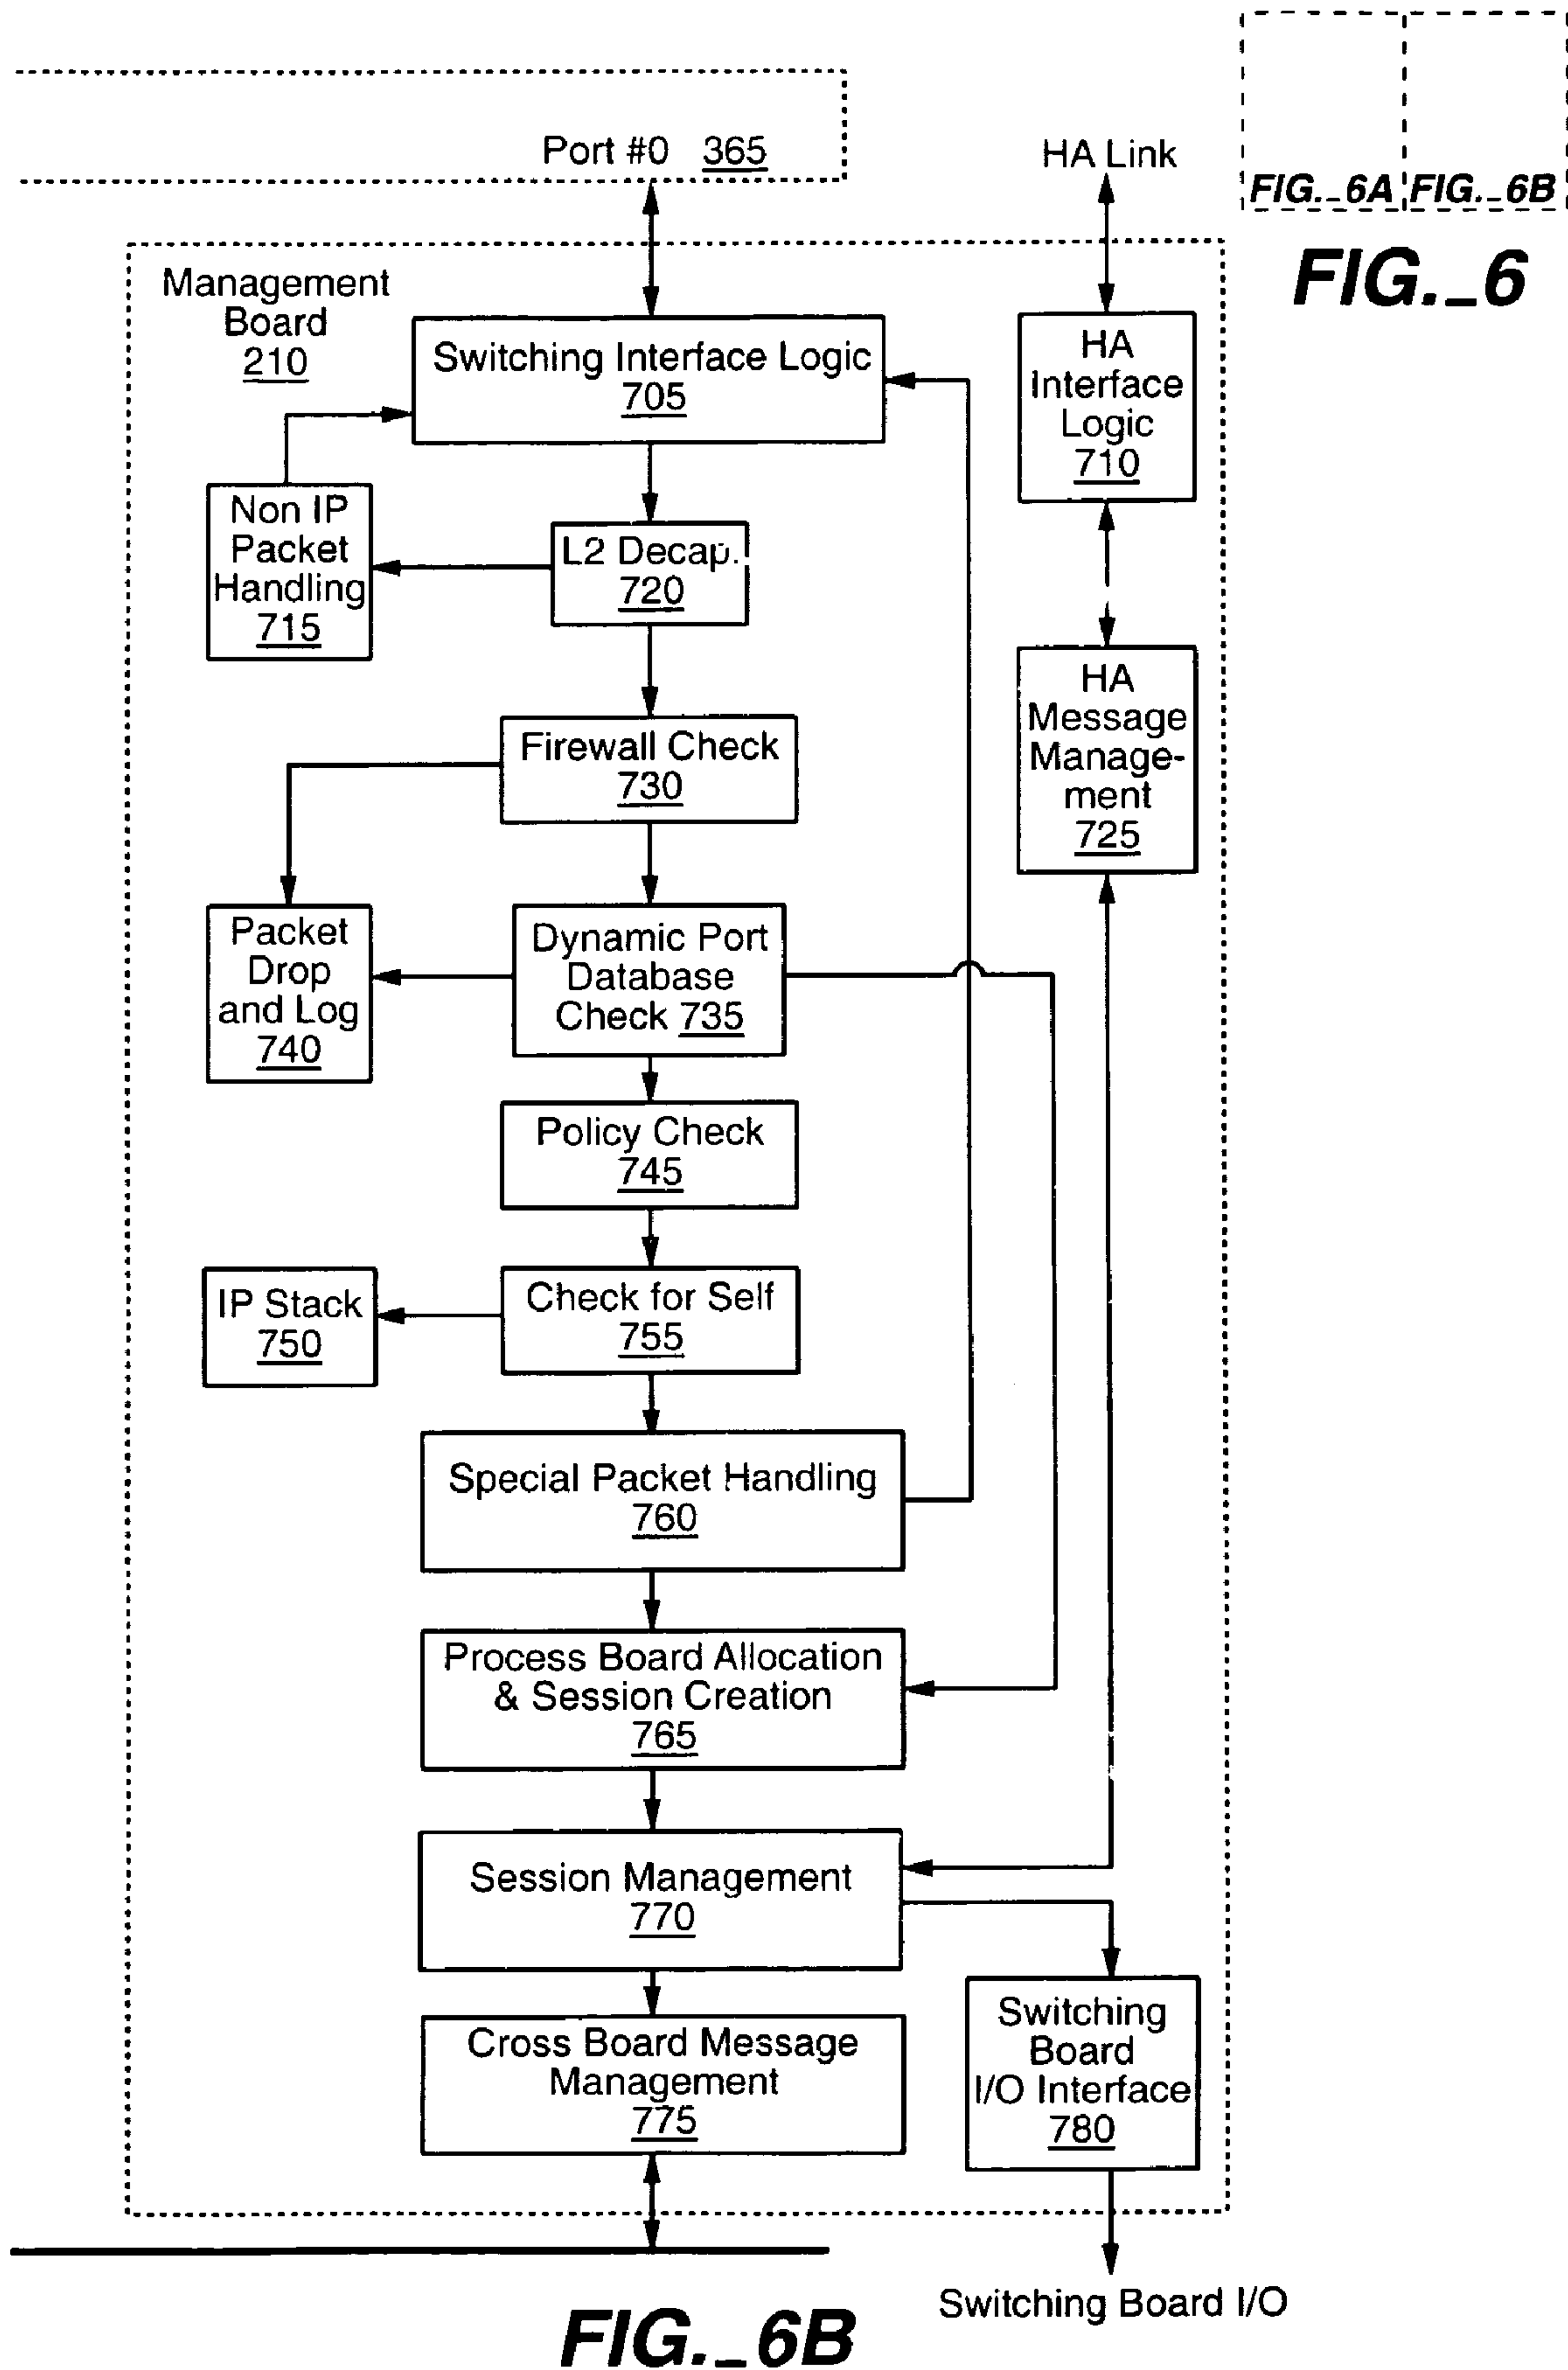 Port #0 365
HA Link
FIG._6A
FIG._6B
FIG._6
Management
Board
210
Switching Interface Logic
705
HA
Interface
Logic
710
Non IP
Packet
Handling
715
L2 Decap.
720
HA
Message
Manage-
ment
725
Firewall Check
730
Packet
Drop
and Log
740
Dynamic Port
Database
Check 735
Policy Check
745
IP Stack
750
Check for Self
755
Special Packet Handling
760
Process Board Allocation
& Session Creation
765
Session Management
770
Cross Board Message
Management
775
Switching
Board
I/O Interface
780
Switching Board I/O
FIG._6B